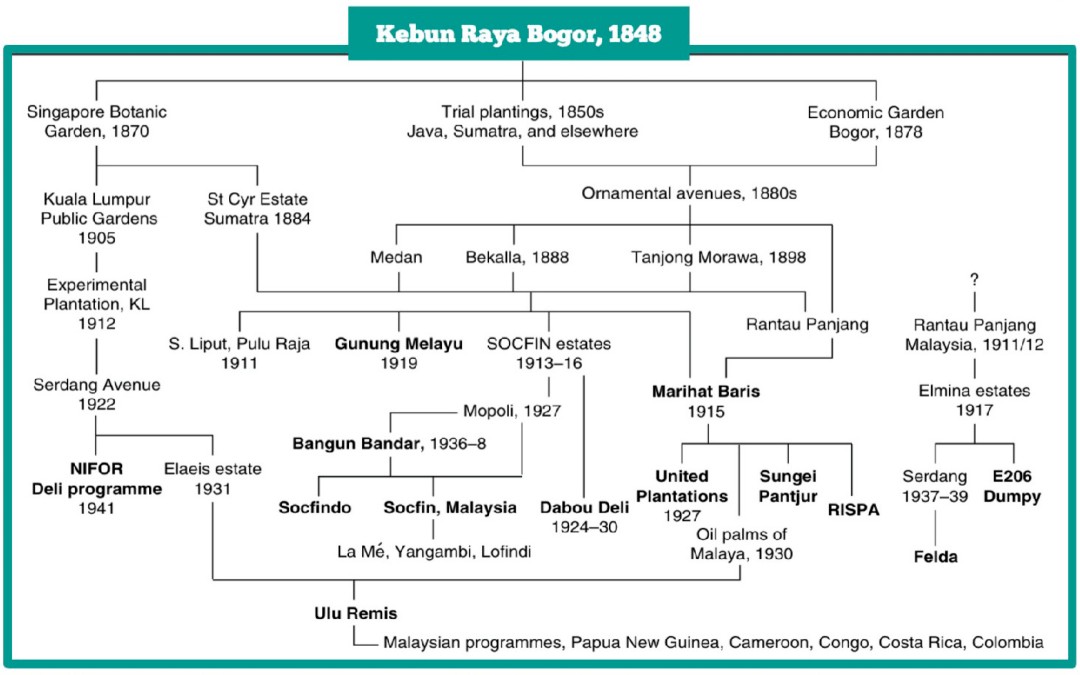 Kebun Raya Bogor, 1848
Singapore Botanic
Garden, 1870
Trial plantings, 1850s
Java, Sumatra, and elsewhere
Economic Garden
Bogor, 1878
Kuala Lumpur
Public Gardens
1905
St Cyr Estate
Sumatra 1884
Ornamental avenues, 1880s
Medan
Bekalla, 1888
Tanjong Morawa, 1898
Experimental
Plantation, KL
1912
?
Rantau Panjang
Rantau Panjang
Malaysia, 1911/12
S. Liput, Pulu Raja
1911
Gunung Melayu
1919
SOCFIN estates
1913–16
Serdang Avenue
1922
Marihat Baris
1915
Elmina estates
1917
Mopoli, 1927
Bangun Bandar, 1936–8
NIFOR
Deli programme
1941
Elaeis estate
1931
Socfindo
Socfin, Malaysia
Dabou Deli
1924–30
United
Plantations
1927
Sungei
Pantjur
RISPA
Serdang
1937–39
E206
Dumpy
La Mé, Yangambi, Lofindi
Oil palms of
Malaya, 1930
Felda
Ulu Remis
Malaysian programmes, Papua New Guinea, Cameroon, Congo, Costa Rica, Colombia